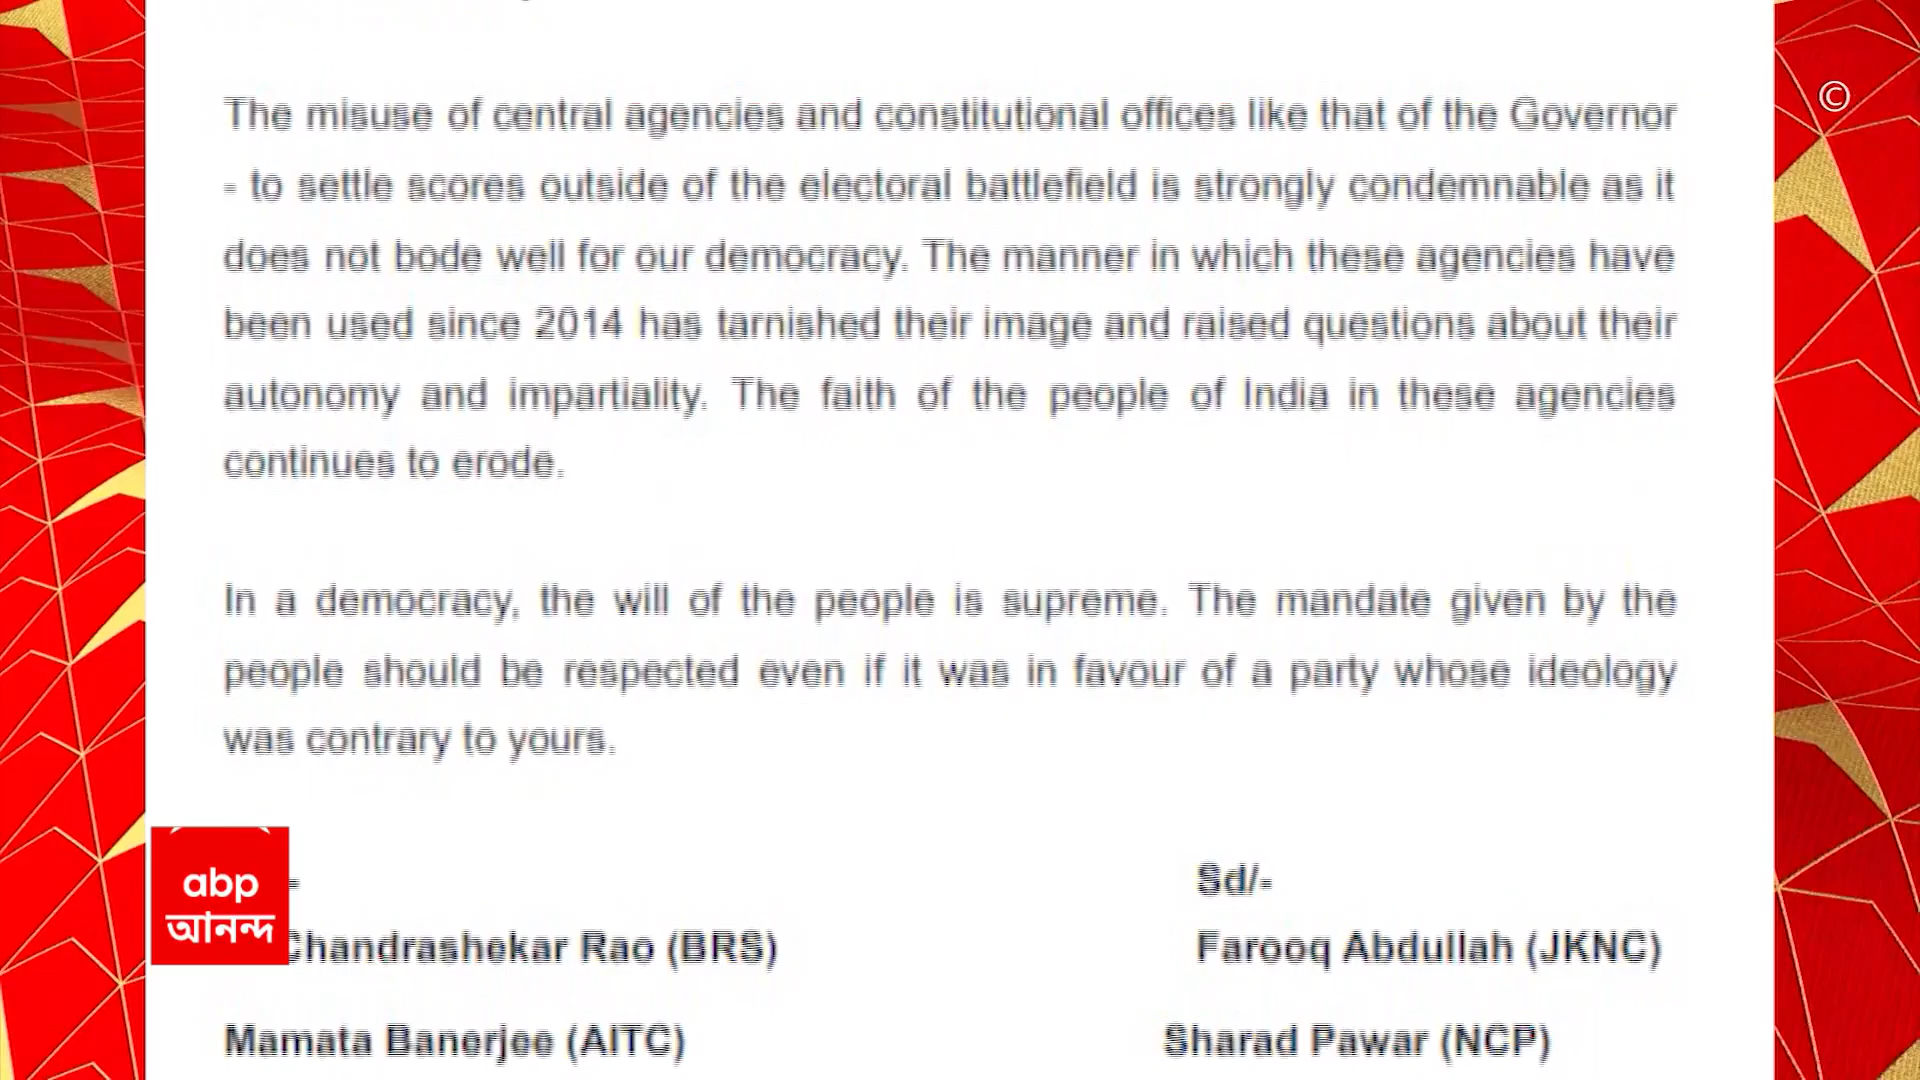 The misuse of central agencies and constitutional offices like that of the Governor
- to settle scores outside of the electoral battlefield is strongly condemnable as it
does not bode well for our democracy. The manner in which these agencies have
been used since 2014 has tarnished their image and raised questions about their
autonomy and impartiality. The faith of the people of India in these agencies
continues to erode.
In a democracy, the will of the people is supreme. The mandate given by the
people should be respected even if it was in favour of a party whose ideology
was contrary to yours.
- Sd/-
Chandrashekar Rao (BRS) Farooq Abdullah (JKNC)
Mamata Banerjee (AITC) Sharad Pawar (NCP)
abp
আনন্দ
©